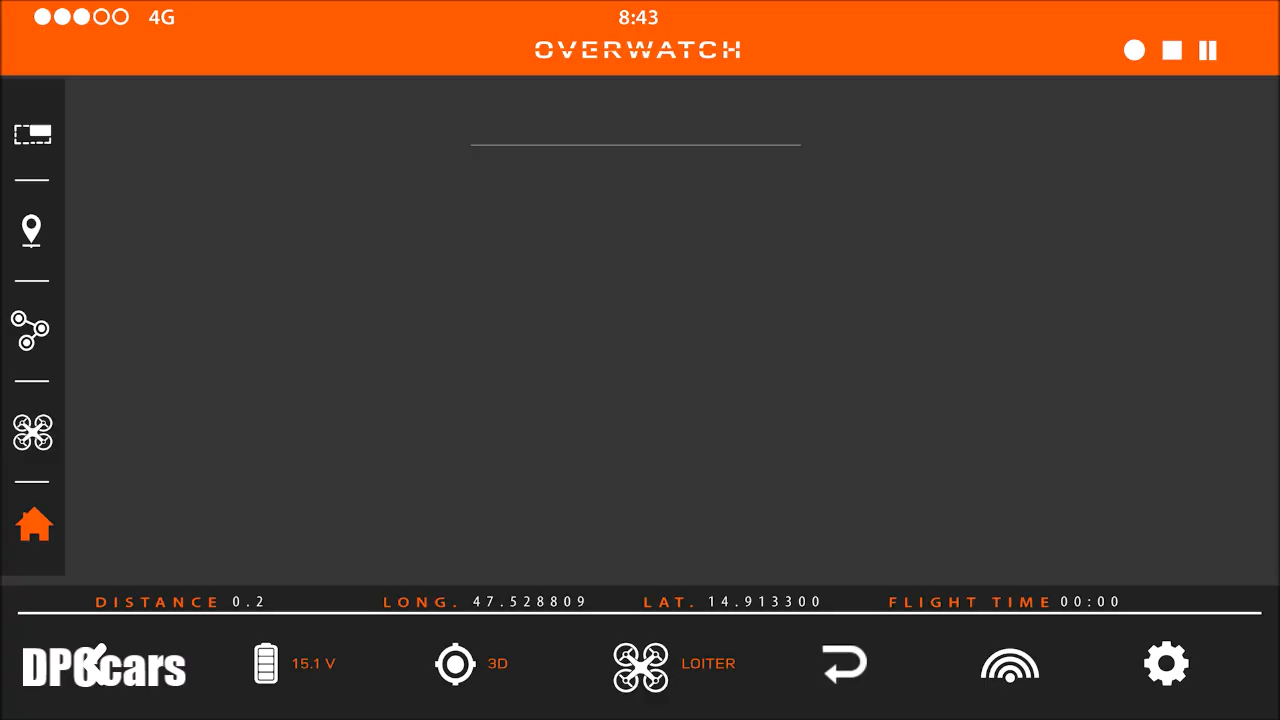 4G
8:43
OVERWATCH
DISTANCE 0.2 LONG. 47.528809 LAT. 14.913300 FLIGHT TIME 00:00
DPCcars
15.1 V
3D
LOITER